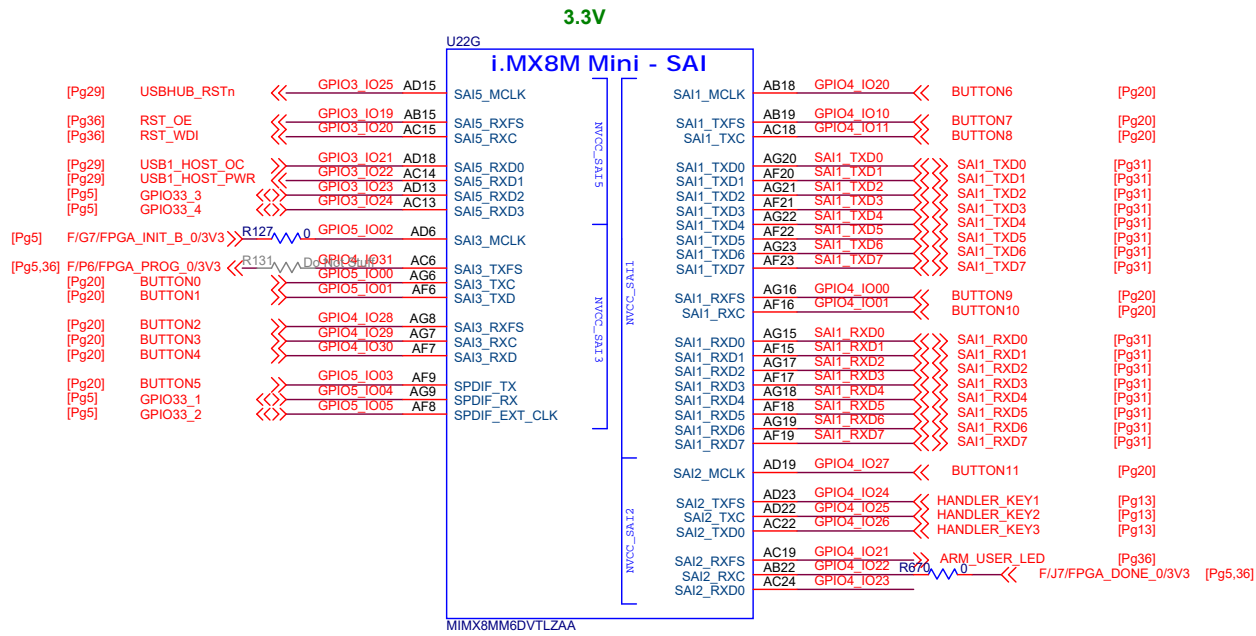 3.3V
U22G
i.MX8M Mini - SAI
[Pg29] USBHUB_RSTn GPIO3_IO25 AD15 SAI5_MCLK
[Pg36] RST_OE GPIO3_IO19 AB15 SAI5_RXFS
[Pg36] RST_WDI GPIO3_IO20 AC15 SAI5_RXC
[Pg29] USB1_HOST_OC GPIO3_IO21 AD18 SAI5_RXD0
[Pg29] USB1_HOST_PWR GPIO3_IO22 AC14 SAI5_RXD1
[Pg5] GPIO33_3 GPIO3_IO23 AD13 SAI5_RXD2
[Pg5] GPIO33_4 GPIO3_IO24 AC13 SAI5_RXD3
[Pg5] F/G7/FPGA_INIT_B_0/3V3 R127 0 GPIO5_IO02 AD6 SAI3_MCLK
[Pg5,36] F/P6/FPGA_PROG_0/3V3 R131 Do Not Stuff GPIO4_IO31 AC6 SAI3_TXFS
[Pg20] BUTTON0 GPIO5_IO00 AG6 SAI3_TXC
[Pg20] BUTTON1 GPIO5_IO01 AF6 SAI3_TXD
[Pg20] BUTTON2 GPIO4_IO28 AG8 SAI3_RXFS
[Pg20] BUTTON3 GPIO4_IO29 AG7 SAI3_RXC
[Pg20] BUTTON4 GPIO4_IO30 AF7 SAI3_RXD
[Pg20] BUTTON5 GPIO5_IO03 AF9 SPDIF_TX
[Pg5] GPIO33_1 GPIO5_IO04 AG9 SPDIF_RX
[Pg5] GPIO33_2 GPIO5_IO05 AF8 SPDIF_EXT_CLK
NVCC_SAI5
NVCC_SAI3
NVCC_SAI1
NVCC_SAI2
SAI1_MCLK AB18 GPIO4_IO20 BUTTON6 [Pg20]
SAI1_TXFS AB19 GPIO4_IO10 BUTTON7 [Pg20]
SAI1_TXC AC18 GPIO4_IO11 BUTTON8 [Pg20]
SAI1_TXD0 AG20 SAI1_TXD0 SAI1_TXD0 [Pg31]
SAI1_TXD1 AF20 SAI1_TXD1 SAI1_TXD1 [Pg31]
SAI1_TXD2 AG21 SAI1_TXD2 SAI1_TXD2 [Pg31]
SAI1_TXD3 AF21 SAI1_TXD3 SAI1_TXD3 [Pg31]
SAI1_TXD4 AG22 SAI1_TXD4 SAI1_TXD4 [Pg31]
SAI1_TXD5 AF22 SAI1_TXD5 SAI1_TXD5 [Pg31]
SAI1_TXD6 AG23 SAI1_TXD6 SAI1_TXD6 [Pg31]
SAI1_TXD7 AF23 SAI1_TXD7 SAI1_TXD7 [Pg31]
SAI1_RXFS AG16 GPIO4_IO00 BUTTON9 [Pg20]
SAI1_RXC AF16 GPIO4_IO01 BUTTON10 [Pg20]
SAI1_RXD0 AG15 SAI1_RXD0 SAI1_RXD0 [Pg31]
SAI1_RXD1 AF15 SAI1_RXD1 SAI1_RXD1 [Pg31]
SAI1_RXD2 AG17 SAI1_RXD2 SAI1_RXD2 [Pg31]
SAI1_RXD3 AF17 SAI1_RXD3 SAI1_RXD3 [Pg31]
SAI1_RXD4 AG18 SAI1_RXD4 SAI1_RXD4 [Pg31]
SAI1_RXD5 AF18 SAI1_RXD5 SAI1_RXD5 [Pg31]
SAI1_RXD6 AG19 SAI1_RXD6 SAI1_RXD6 [Pg31]
SAI1_RXD7 AF19 SAI1_RXD7 SAI1_RXD7 [Pg31]
SAI2_MCLK AD19 GPIO4_IO27 BUTTON11 [Pg20]
SAI2_TXFS AD23 GPIO4_IO24 HANDLER_KEY1 [Pg13]
SAI2_TXC AD22 GPIO4_IO25 HANDLER_KEY2 [Pg13]
SAI2_TXD0 AC22 GPIO4_IO26 HANDLER_KEY3 [Pg13]
SAI2_RXFS AC19 GPIO4_IO21 ARM_USER_LED [Pg36]
SAI2_RXC AB22 GPIO4_IO22 R670 0 F/J7/FPGA_DONE_0/3V3 [Pg5,36]
SAI2_RXD0 AC24 GPIO4_IO23
MIMX8MM6DVTLZAA